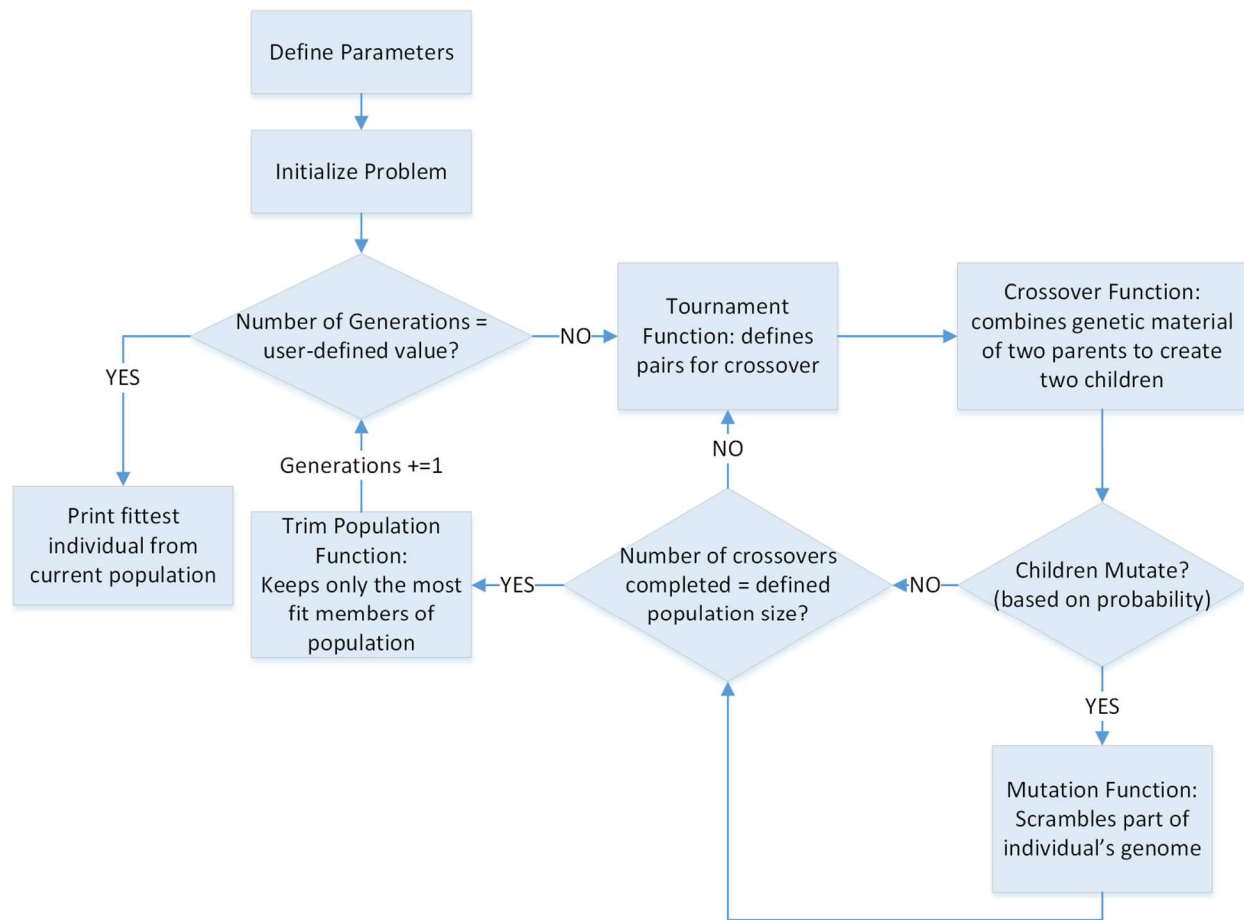 Define Parameters
Initialize Problem
Number of Generations =
user-defined value?
YES
NO
Print fittest
individual from
current population
Generations +=1
Trim Population
Function:
Keeps only the most
fit members of
population
Tournament
Function: defines
pairs for crossover
Crossover Function:
combines genetic material
of two parents to create
two children
NO
Number of crossovers
completed = defined
population size?
YES
NO
Children Mutate?
(based on probability)
YES
Mutation Function:
Scrambles part of
individual’s genome